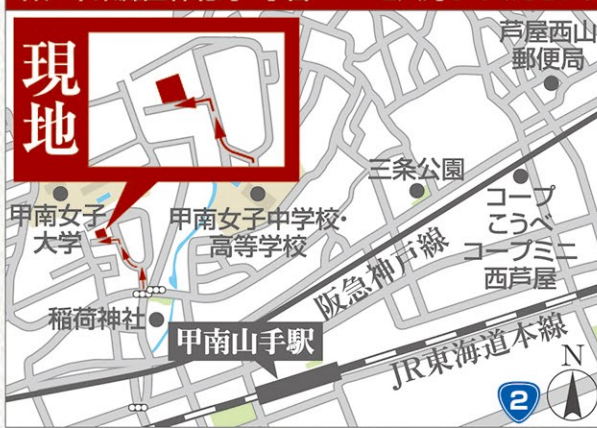 現地
芦屋西山
郵便局
三条公園
コープ
こうべ
コープミニ
西芦屋
甲南女子
大学
甲南女子中学校・
高等学校
阪急神戸線
稲荷神社
甲南山手駅
JR東海道本線
2
N